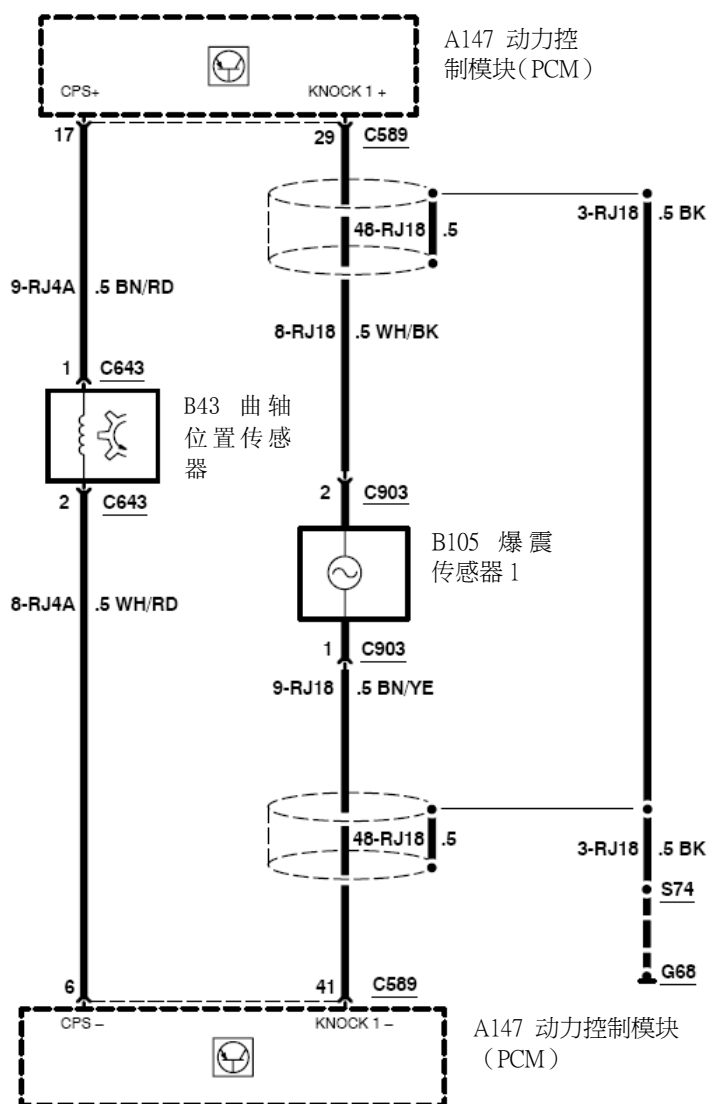 A147 动力控
制模块（PCM）
CPS+
KNOCK 1 +
17
29
C589
48-RJ18 .5
3-RJ18 .5 BK
9-RJ4A .5 BN/RD
8-RJ18 .5 WH/BK
1 C643
B43 曲轴
位置传感
器
2 C643
2 C903
B105 爆震
传感器 1
8-RJ4A .5 WH/RD
1 C903
9-RJ18 .5 BN/YE
48-RJ18 .5
3-RJ18 .5 BK
S74
G68
6
41
C589
CPS –
KNOCK 1 –
A147 动力控制模块
（PCM）